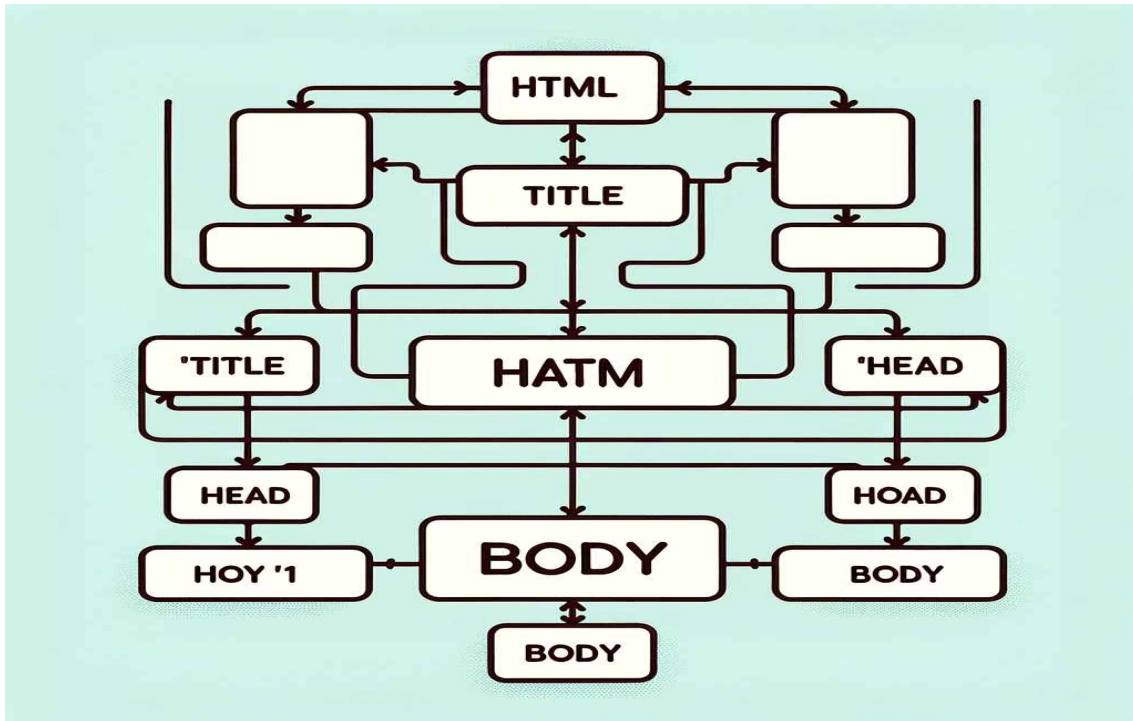 HTML
TITLE
'TITLE
HATM
'HEAD
HEAD
HOAD
HOY '1
BODY
BODY
BODY